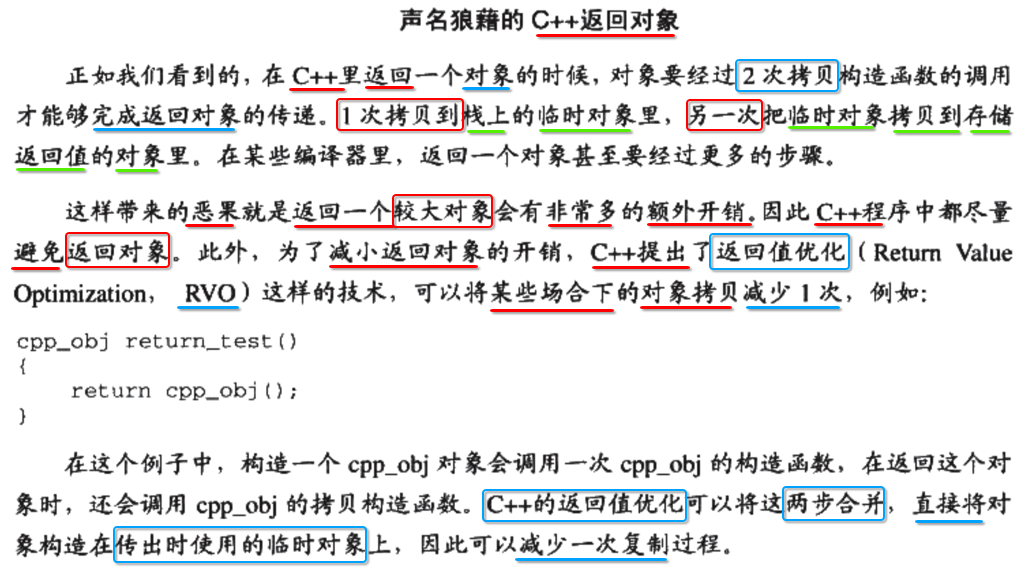 声名狼藉的 C++返回对象
正如我们看到的，在 C++里返回一个对象的时候，对象要经过 2 次拷贝构造函数的调用
才能够完成返回对象的传递。1 次拷贝到栈上的临时对象里，另一次把临时对象拷贝到存储
返回值的对象里。在某些编译器里，返回一个对象甚至要经过更多的步骤。
这样带来的恶果就是返回一个较大对象会有非常多的额外开销。因此 C++程序中都尽量
避免返回对象。此外，为了减小返回对象的开销，C++提出了返回值优化（Return Value
Optimization， RVO）这样的技术，可以将某些场合下的对象拷贝减少 1 次，例如：
cpp_obj return_test()
{
    return cpp_obj();
}
在这个例子中，构造一个 cpp_obj 对象会调用一次 cpp_obj 的构造函数，在返回这个对
象时，还会调用 cpp_obj 的拷贝构造函数。C++的返回值优化可以将这两步合并，直接将对
象构造在传出时使用的临时对象上，因此可以减少一次复制过程。